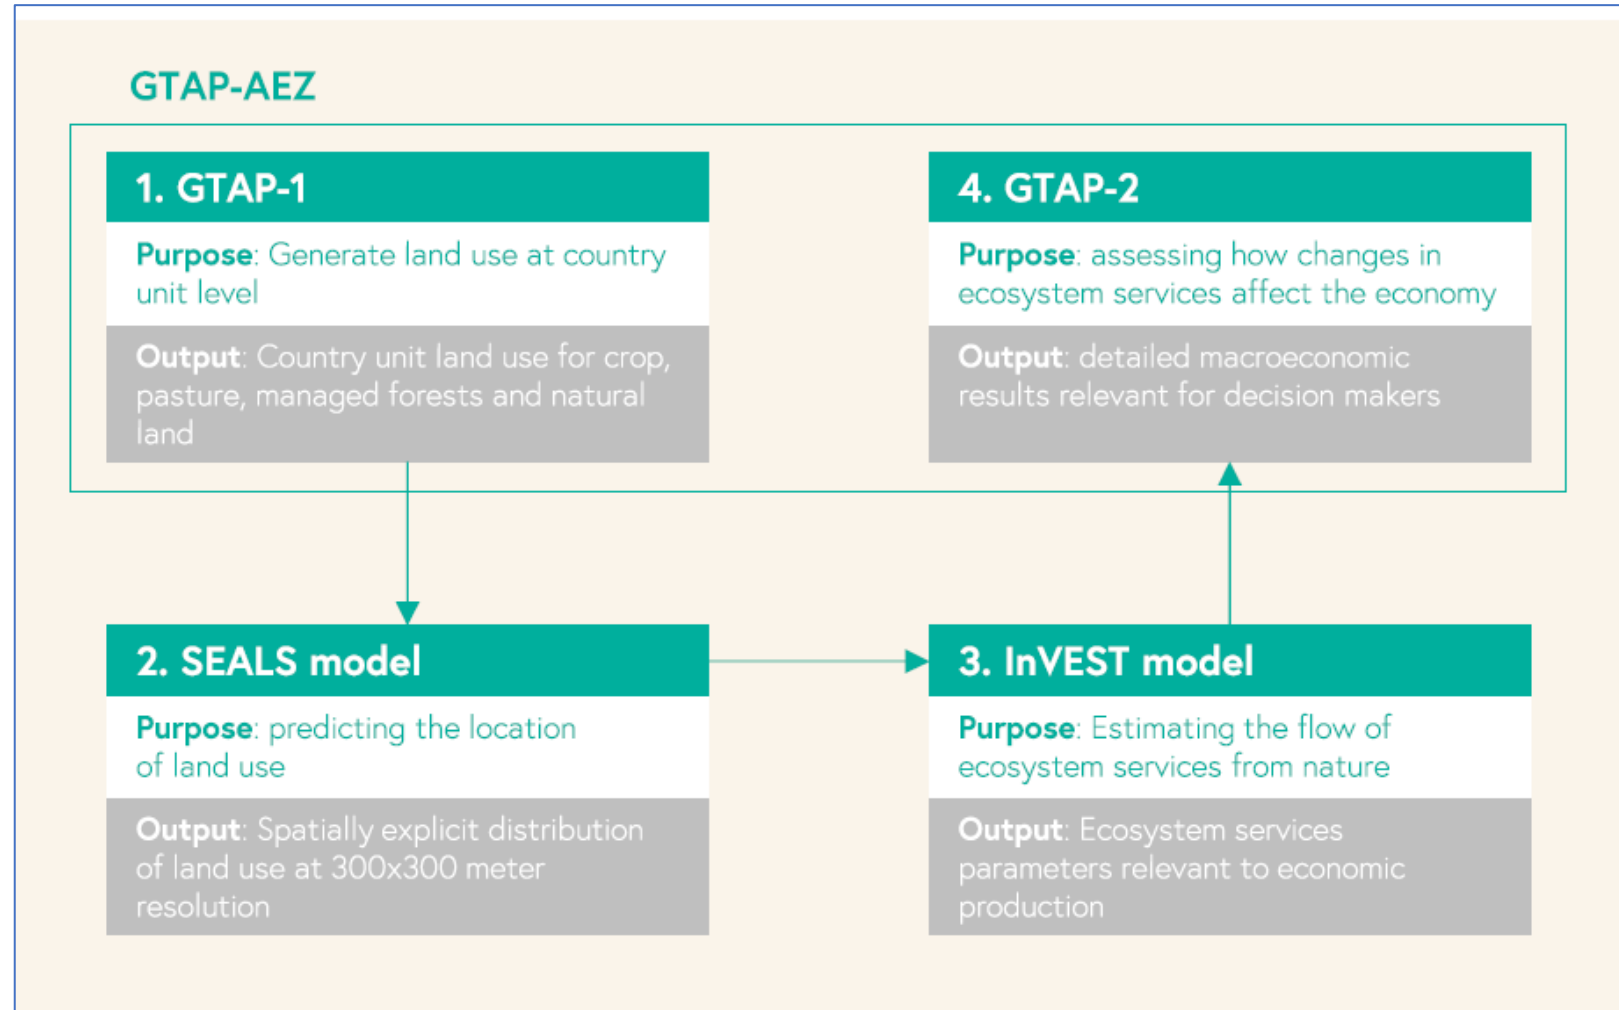 GTAP-AEZ
1. GTAP-1
Purpose: Generate land use at country
unit level
Output: Country unit land use for crop,
pasture, managed forests and natural
land
4. GTAP-2
Purpose: assessing how changes in
ecosystem services affect the economy
Output: detailed macroeconomic
results relevant for decision makers
2. SEALS model
Purpose: predicting the location
of land use
Output: Spatially explicit distribution
of land use at 300x300 meter
resolution
3. InVEST model
Purpose: Estimating the flow of
ecosystem services from nature
Output: Ecosystem services
parameters relevant to economic
production